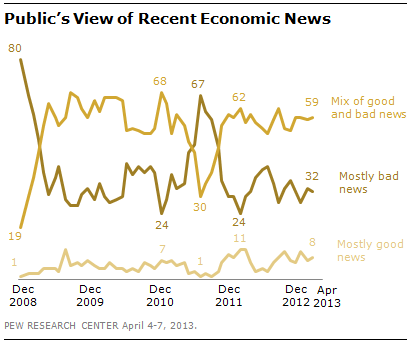 Public's View of Recent Economic News
80
68
67
62
59
Mix of good
and bad news
32
Mostly bad
news
30
24
24
19
Mostly good
news
1
7
1
11
8
Dec
2008
Dec
2009
Dec
2010
Dec
2011
Dec
2012
Apr
2013
PEW RESEARCH CENTER April 4-7, 2013.